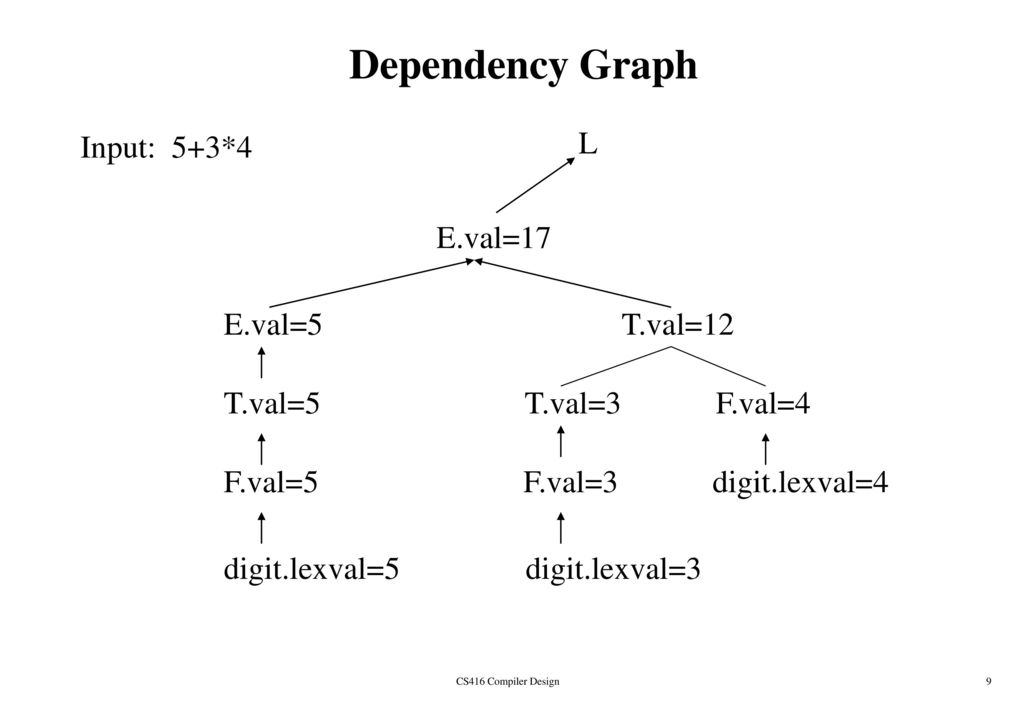 Dependency Graph
Input: 5+3*4
L
E.val=17
E.val=5
T.val=12
T.val=5
T.val=3
F.val=4
F.val=5
F.val=3
digit.lexval=4
digit.lexval=5
digit.lexval=3
CS416 Compiler Design
9